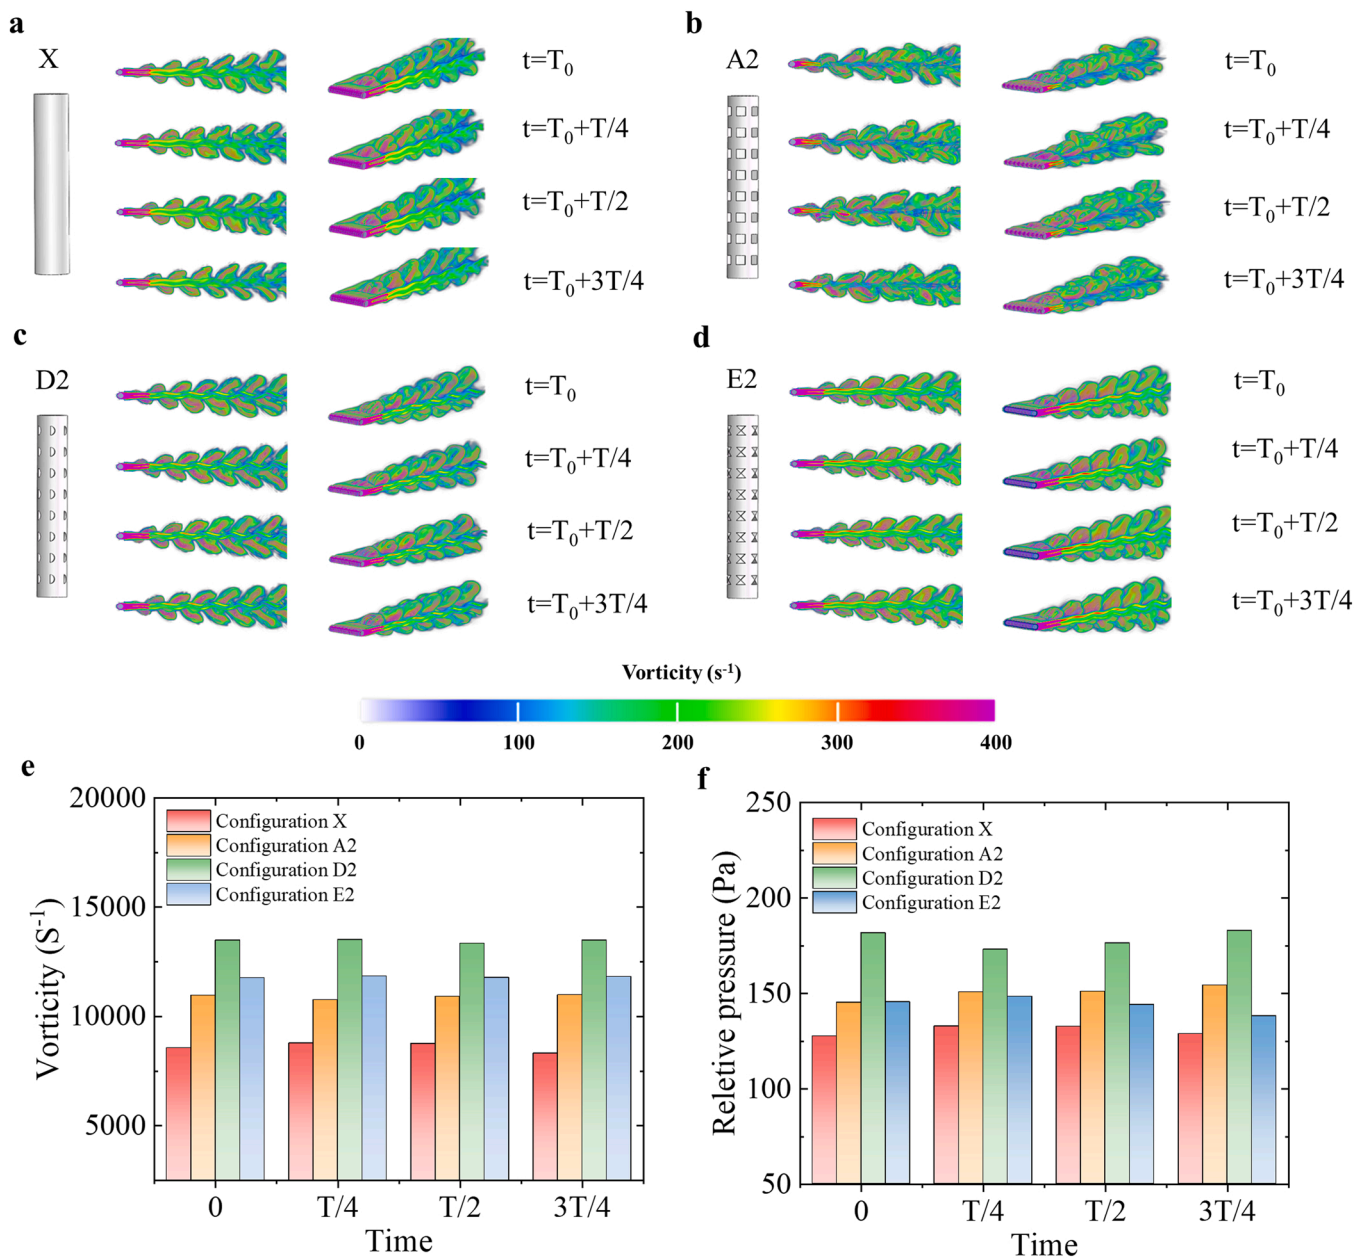 a
X
t=T0
t=T0+T/4
t=T0+T/2
t=T0+3T/4
b
A2
t=T0
t=T0+T/4
t=T0+T/2
t=T0+3T/4
c
D2
t=T0
t=T0+T/4
t=T0+T/2
t=T0+3T/4
d
E2
t=T0
t=T0+T/4
t=T0+T/2
t=T0+3T/4
Vorticity (s-1)
0 100 200 300 400
e
Vorticity (S-1)
20000
15000
10000
5000
Configuration X
Configuration A2
Configuration D2
Configuration E2
0 T/4 T/2 3T/4
Time
f
Reletive pressure (Pa)
250
200
150
100
50
Configuration X
Configuration A2
Configuration D2
Configuration E2
0 T/4 T/2 3T/4
Time